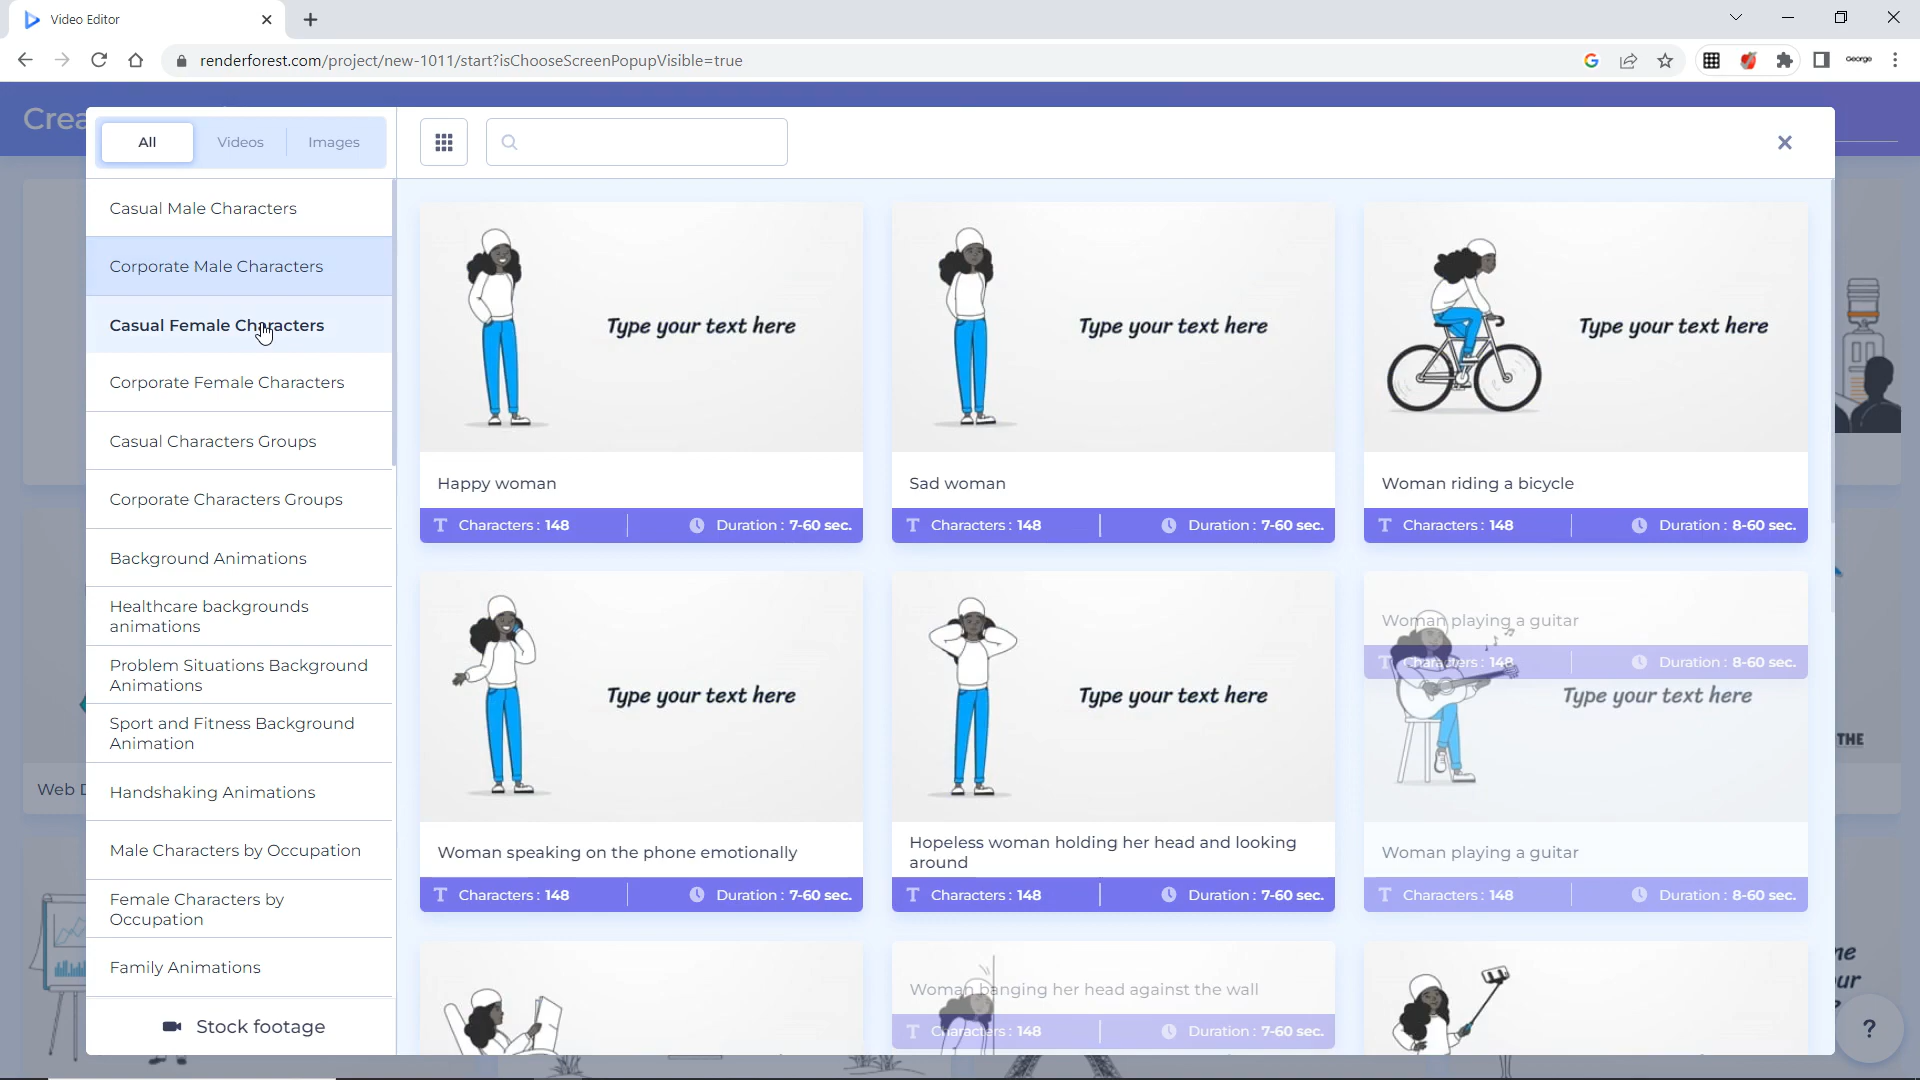 Video Editor
renderforest.com/project/new-1011/start?isChooseScreenPopupVisible=true
George
All
Videos
Images
Casual Male Characters
Corporate Male Characters
Casual Female Characters
Corporate Female Characters
Casual Characters Groups
Corporate Characters Groups
Background Animations
Healthcare backgrounds
animations
Problem Situations Background
Animations
Sport and Fitness Background
Animation
Handshaking Animations
Male Characters by Occupation
Female Characters by
Occupation
Family Animations
Stock footage
Type your text here
Type your text here
Type your text here
Happy woman
Sad woman
Woman riding a bicycle
Characters : 148
Duration : 7-60 sec.
Characters : 148
Duration : 7-60 sec.
Characters : 148
Duration : 8-60 sec.
Woman playing a guitar
Characters : 148
Duration : 8-60 sec.
Type your text here
Type your text here
Type your text here
Woman speaking on the phone emotionally
Hopeless woman holding her head and looking
around
Woman playing a guitar
Characters : 148
Duration : 7-60 sec.
Characters : 148
Duration : 7-60 sec.
Characters : 148
Duration : 8-60 sec.
Woman banging her head against the wall
Characters : 148
Duration : 7-60 sec.
THE
?